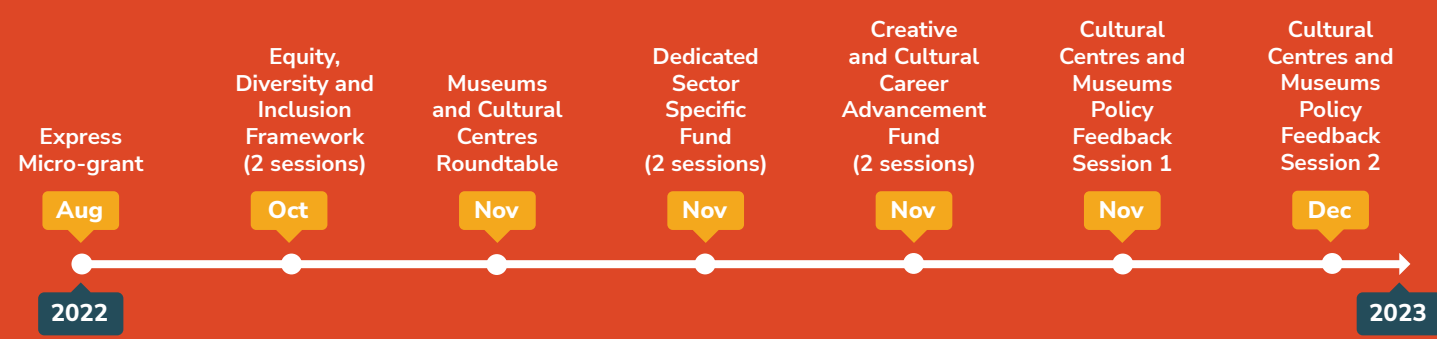 Express
Micro-grant
Aug
Equity,
Diversity and
Inclusion
Framework
(2 sessions)
Oct
Museums
and Cultural
Centres
Roundtable
Nov
Dedicated
Sector
Specific
Fund
(2 sessions)
Nov
Creative
and Cultural
Career
Advancement
Fund
(2 sessions)
Nov
Cultural
Centres and
Museums
Policy
Feedback
Session 1
Nov
Cultural
Centres and
Museums
Policy
Feedback
Session 2
Dec
2022
2023